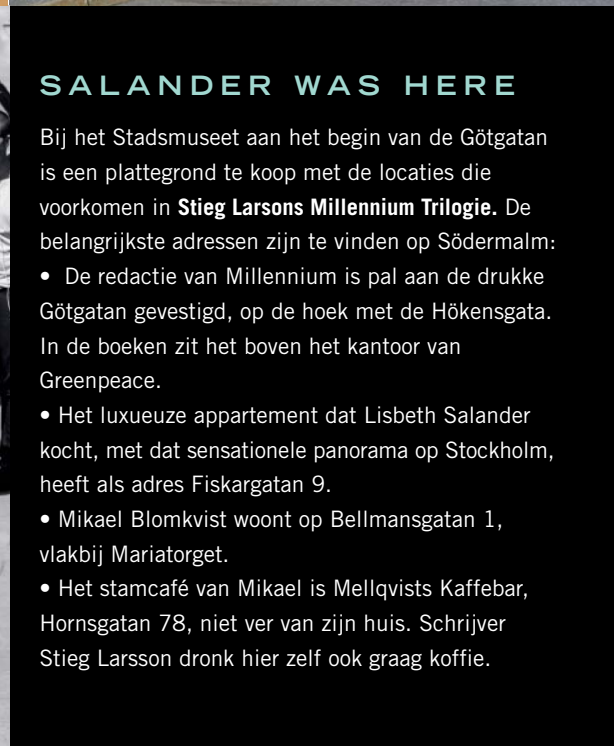 SALANDER WAS HERE
Bij het Stadsmuseet aan het begin van de Götgatan
is een plattegrond te koop met de locaties die
voorkomen in Stieg Larsons Millennium Trilogie. De
belangrijkste adressen zijn te vinden op Södermalm:
• De redactie van Millennium is pal aan de drukke
Götgatan gevestigd, op de hoek met de Hökensgata.
In de boeken zit het boven het kantoor van
Greenpeace.
• Het luxueuze appartement dat Lisbeth Salander
kocht, met dat sensationele panorama op Stockholm,
heeft als adres Fiskargatan 9.
• Mikael Blomkvist woont op Bellmansgatan 1,
vlakbij Mariatorget.
• Het stamcafé van Mikael is Mellqvists Kaffebar,
Hornsgatan 78, niet ver van zijn huis. Schrijver
Stieg Larsson dronk hier zelf ook graag koffie.